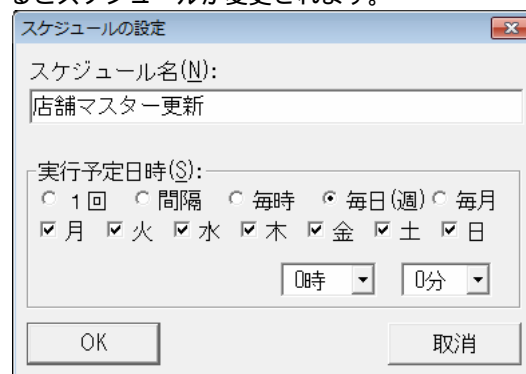 るとスケジュールが変更されます。
スケジュールの設定
スケジュール名(N):
店舗マスター更新
実行予定日時(S):
1回 間隔 毎時 毎日(週) 毎月
月 火 水 木 金 土 日
0時 0分
OK 取消